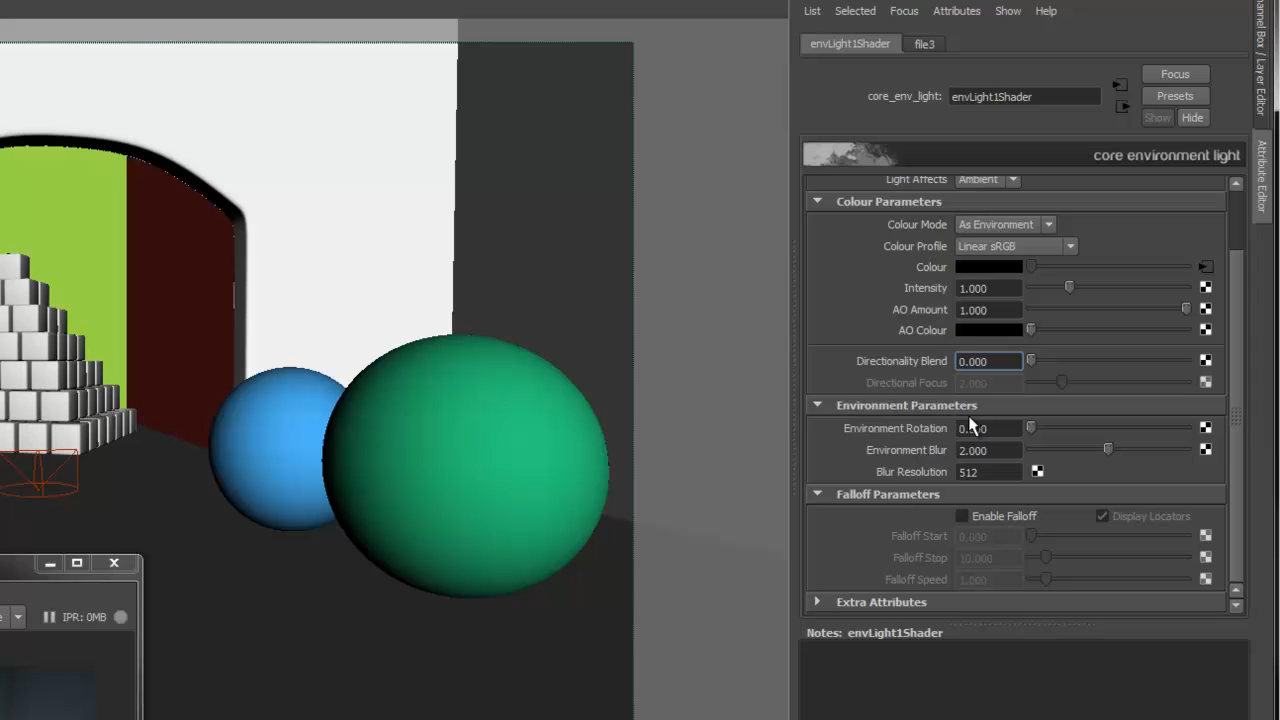 List Selected Focus Attributes Show Help
envLight1Shader file3
Focus
core_env_light: envLight1Shader
Presets
Show Hide
core environment light
Light Affects Ambient
Colour Parameters
Colour Mode As Environment
Colour Profile Linear sRGB
Colour
Intensity 1.000
AO Amount 1.000
AO Colour
Directionality Blend 0.000
Directional Focus 2.000
Environment Parameters
Environment Rotation
Environment Blur 2.000
Blur Resolution 512
Falloff Parameters
Enable Falloff Display Locators
Falloff Start 0.000
Falloff Stop 10.000
Falloff Speed 1.000
Extra Attributes
Notes: envLight1Shader
IPR: 0MB
Box / Layer Editor
Attribute Editor